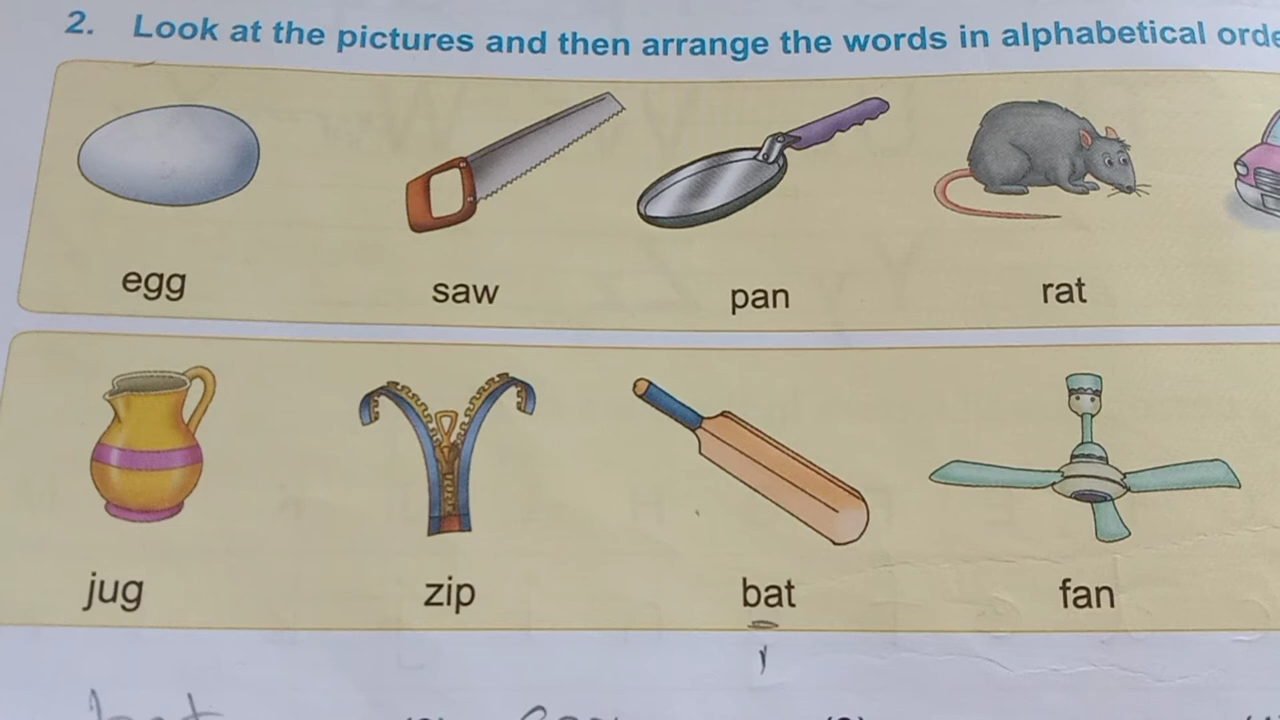 2. Look at the pictures and then arrange the words in alphabetical orde
egg saw pan rat
jug zip bat fan